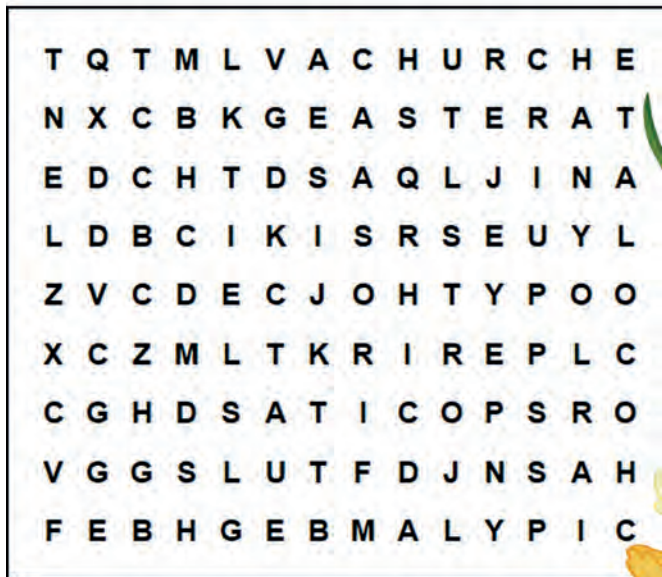 T Q T M L V A C H U R C H E
N X C B K G E A S T E R A T
E D C H T D S A Q L J I N A
L D B C I K I S R S E U Y L
Z V C D E C J O H T Y P O O
X C Z M L T K R I R E P L C
C G H D S A T I C O P S R O
V G G S L U T F D J N S A H
F E B H G E B M A L Y P I C